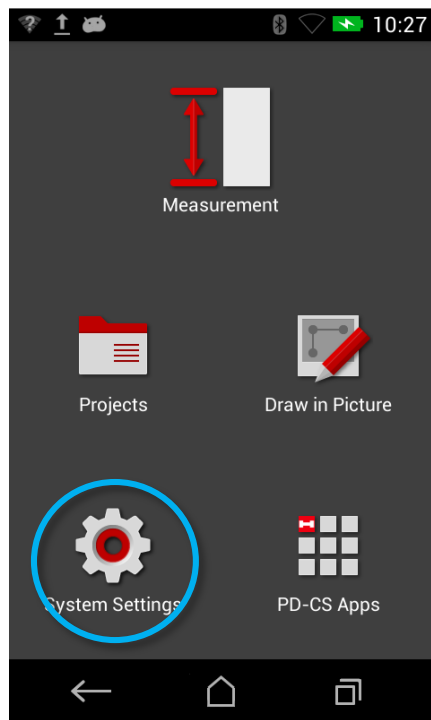 10:27
Measurement
Projects
Draw in Picture
System Settings
PD-CS Apps